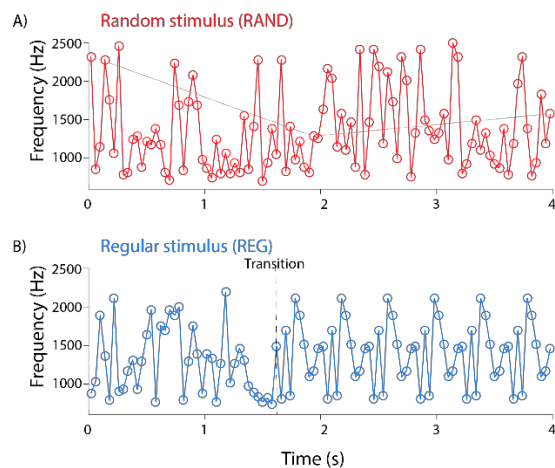 A) Random stimulus (RAND)
Frequency (Hz)
2500
2000
1500
1000
0 1 2 3 4
B) Regular stimulus (REG)
Transition
Frequency (Hz)
2500
2000
1500
1000
0 1 2 3 4
Time (s)